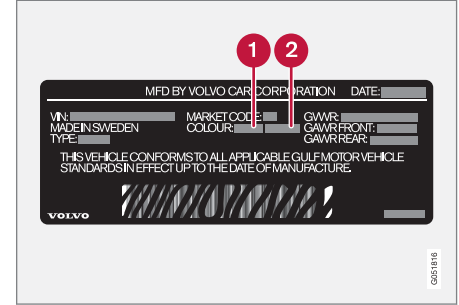 1 2
MFD BY VOLVO CAR CORPORATION DATE:
VIN: MARKET CODE: GVWR:
MADE IN SWEDEN COLOUR: GAWR FRONT:
TYPE: GAWR REAR:
THIS VEHICLE CONFORMS TO ALL APPLICABLE GULF MOTOR VEHICLE
STANDARDS IN EFFECT UP TO THE DATE OF MANUFACTURE.
VOLVO
G051816